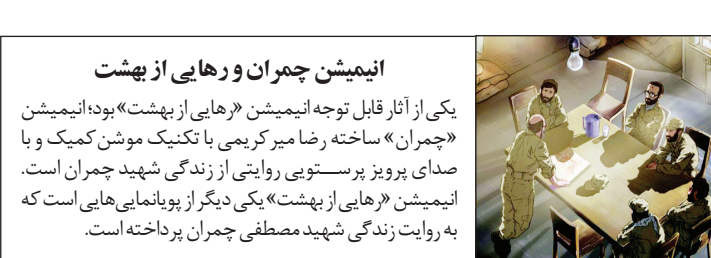 انیمیشن چمران و رهایی از بهشت
یکی از آثار قابل توجه انیمیشن «رهایی از بهشت» بود؛ انیمیشن
«چمران» ساخته رضا میرکریمی با تکنیک موشن کمیک و با
صدای پرویز پرســتویی روایتی از زندگی شهید چمران است.
انیمیشن «رهایی از بهشت» یکی دیگر از پویانمایی‌هایی است که
به روایت زندگی شهید مصطفی چمران پرداخته است.